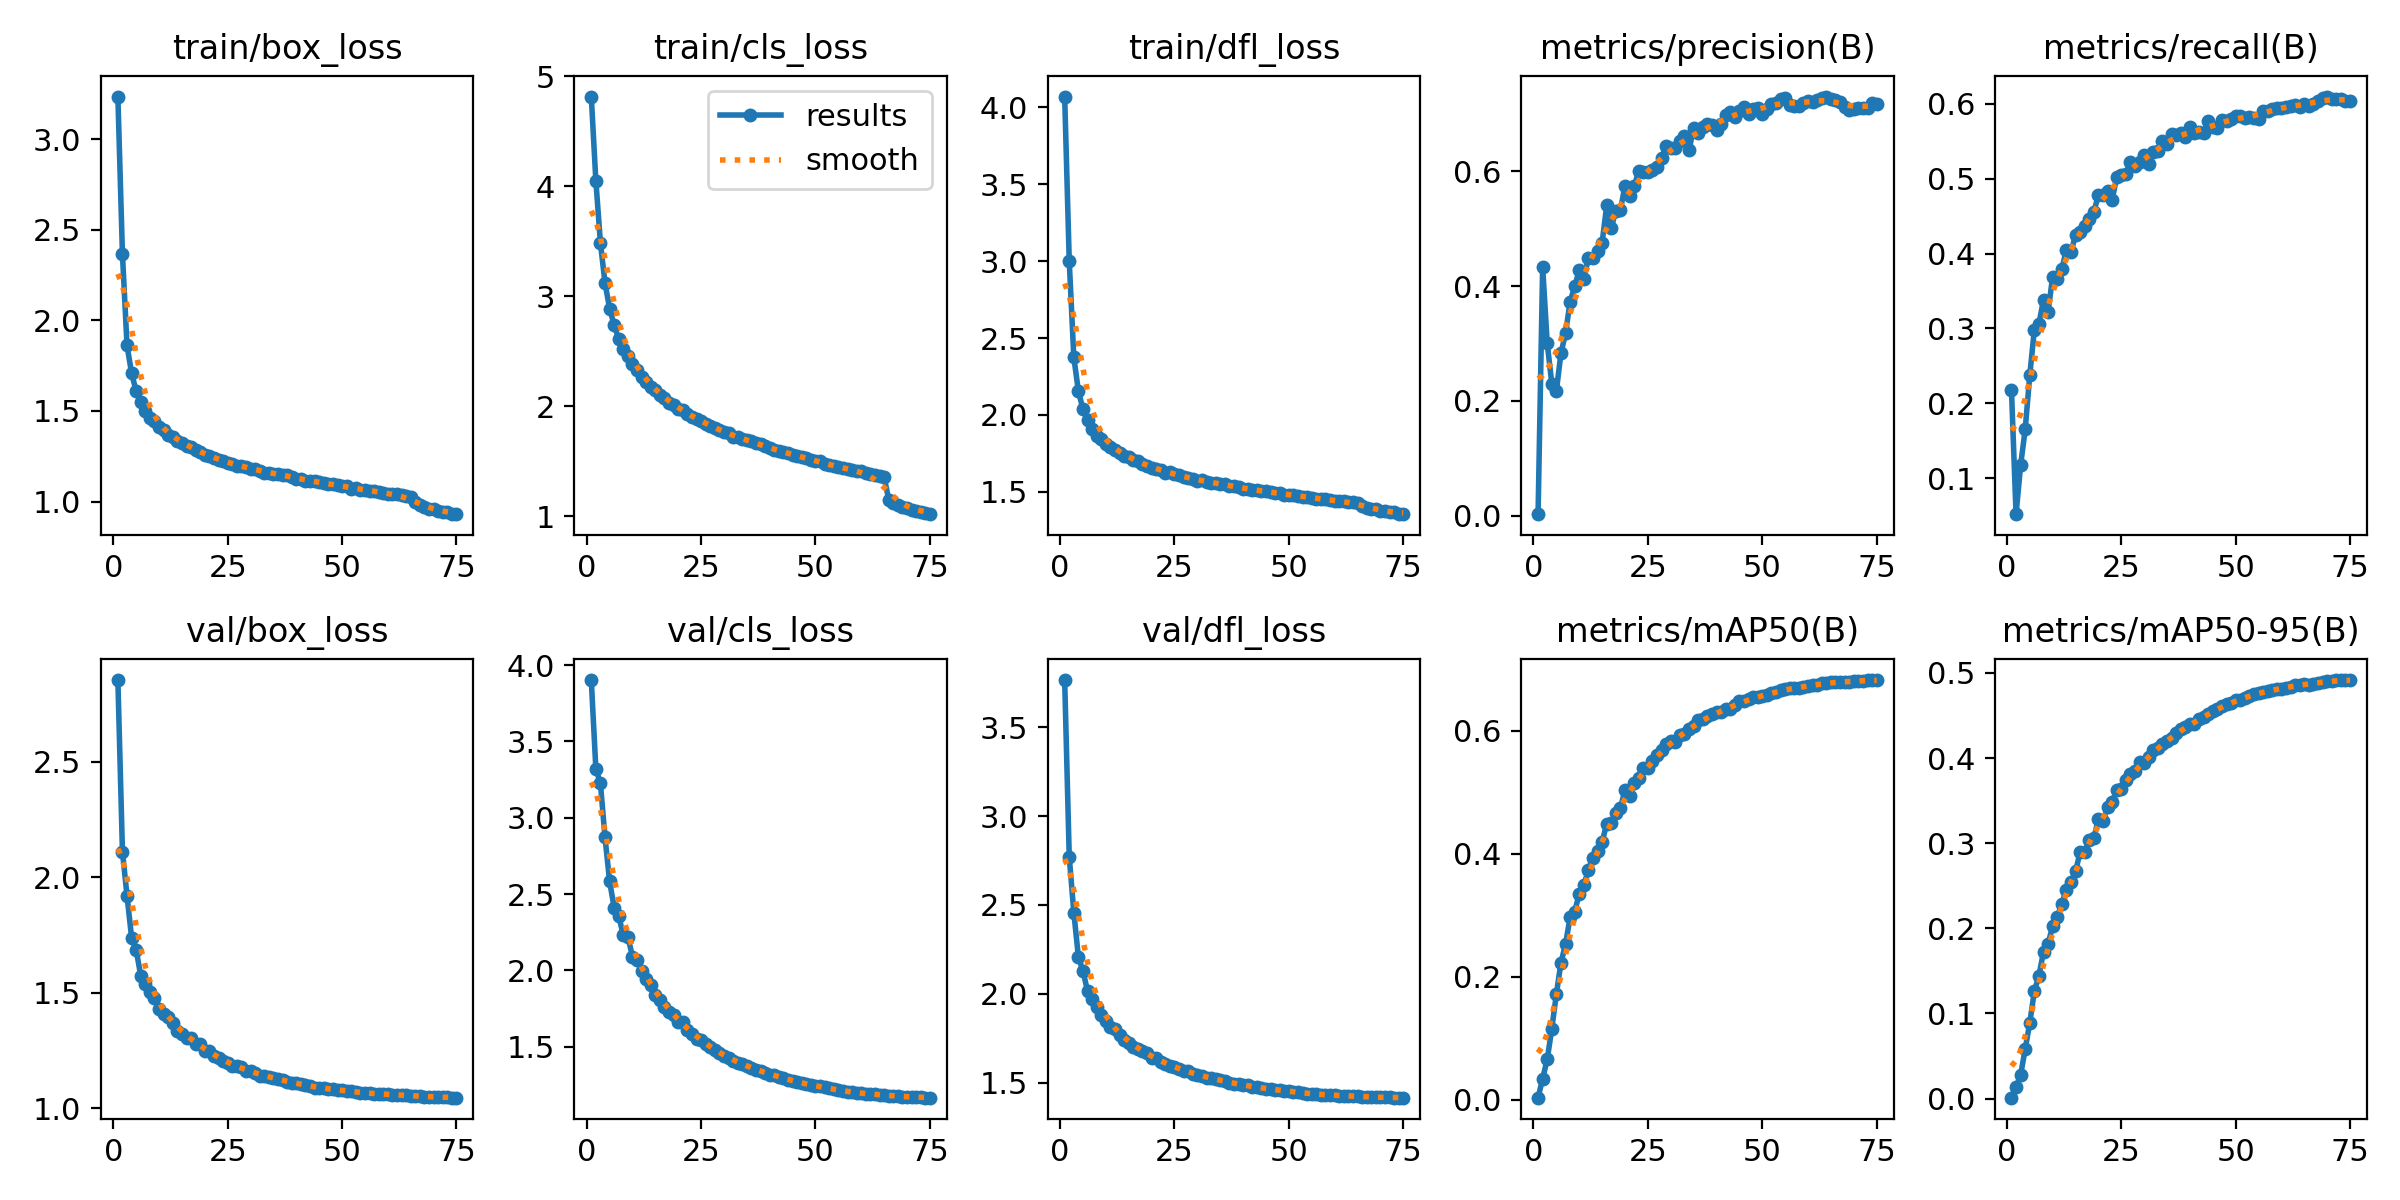 train/box_loss
3.0
2.5
2.0
1.5
1.0
0 25 50 75
train/cls_loss
results
smooth
5
4
3
2
1
0 25 50 75
train/dfl_loss
4.0
3.5
3.0
2.5
2.0
1.5
0 25 50 75
metrics/precision(B)
0.6
0.4
0.2
0.0
0 25 50 75
metrics/recall(B)
0.6
0.5
0.4
0.3
0.2
0.1
0 25 50 75
val/box_loss
2.5
2.0
1.5
1.0
0 25 50 75
val/cls_loss
4.0
3.5
3.0
2.5
2.0
1.5
0 25 50 75
val/dfl_loss
3.5
3.0
2.5
2.0
1.5
0 25 50 75
metrics/mAP50(B)
0.6
0.4
0.2
0.0
0 25 50 75
metrics/mAP50-95(B)
0.5
0.4
0.3
0.2
0.1
0.0
0 25 50 75